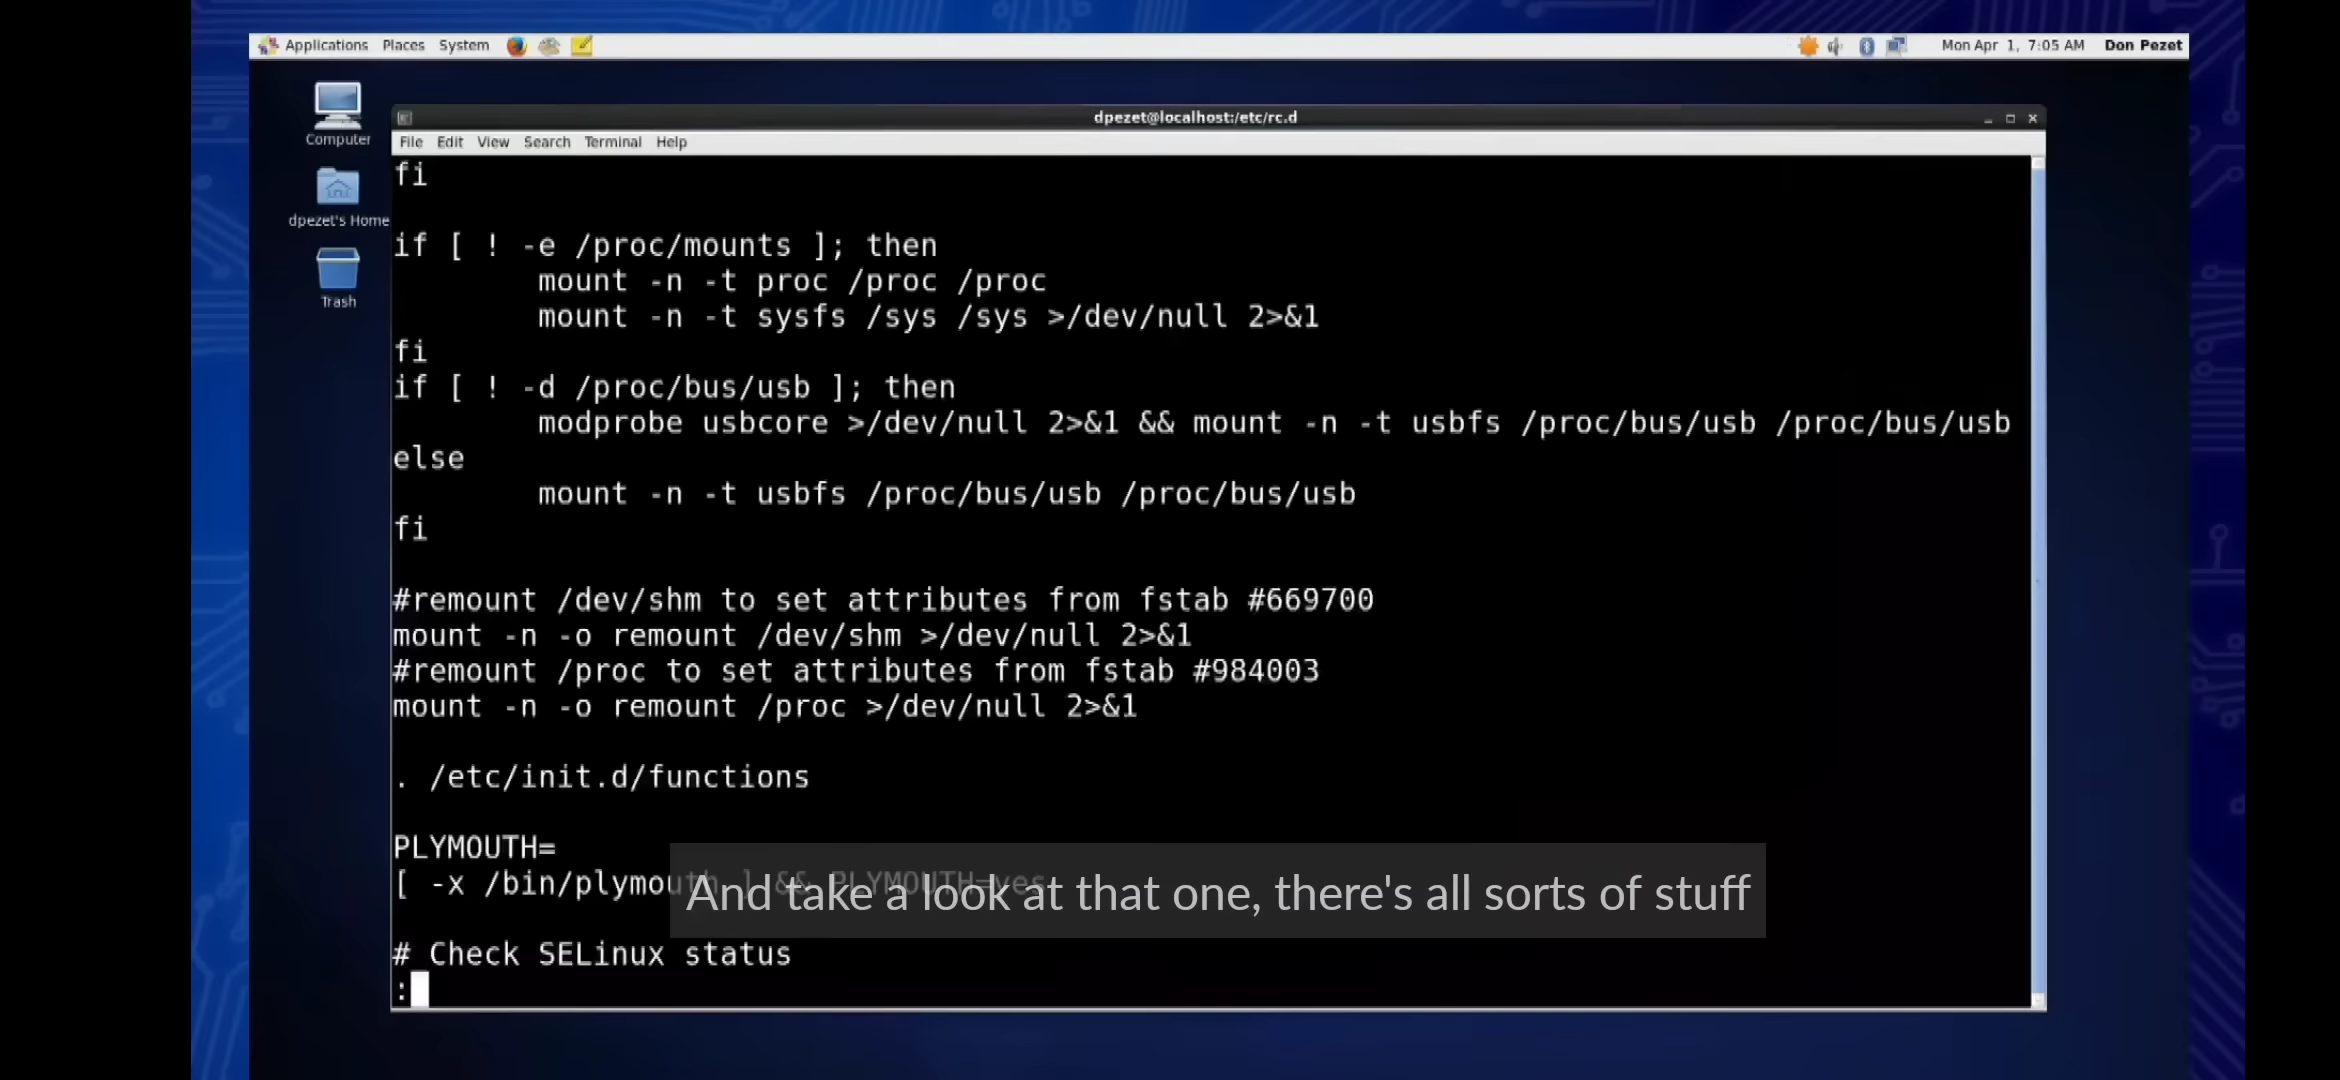 Applications Places System
Mon Apr 1, 7:05 AM Don Pezet
Computer
dpezet's Home
Trash
dpezet@localhost:/etc/rc.d
File Edit View Search Terminal Help
fi
if [ ! -e /proc/mounts ]; then
mount -n -t proc /proc /proc
mount -n -t sysfs /sys /sys >/dev/null 2>&1
fi
if [ ! -d /proc/bus/usb ]; then
modprobe usbcore >/dev/null 2>&1 && mount -n -t usbfs /proc/bus/usb /proc/bus/usb
else
mount -n -t usbfs /proc/bus/usb /proc/bus/usb
fi
#remount /dev/shm to set attributes from fstab #669700
mount -n -o remount /dev/shm >/dev/null 2>&1
#remount /proc to set attributes from fstab #984003
mount -n -o remount /proc >/dev/null 2>&1
. /etc/init.d/functions
PLYMOUTH=
[ -x /bin/plymouth ] && PLYMOUTH=yes
And take a look at that one, there's all sorts of stuff
# Check SELinux status
: